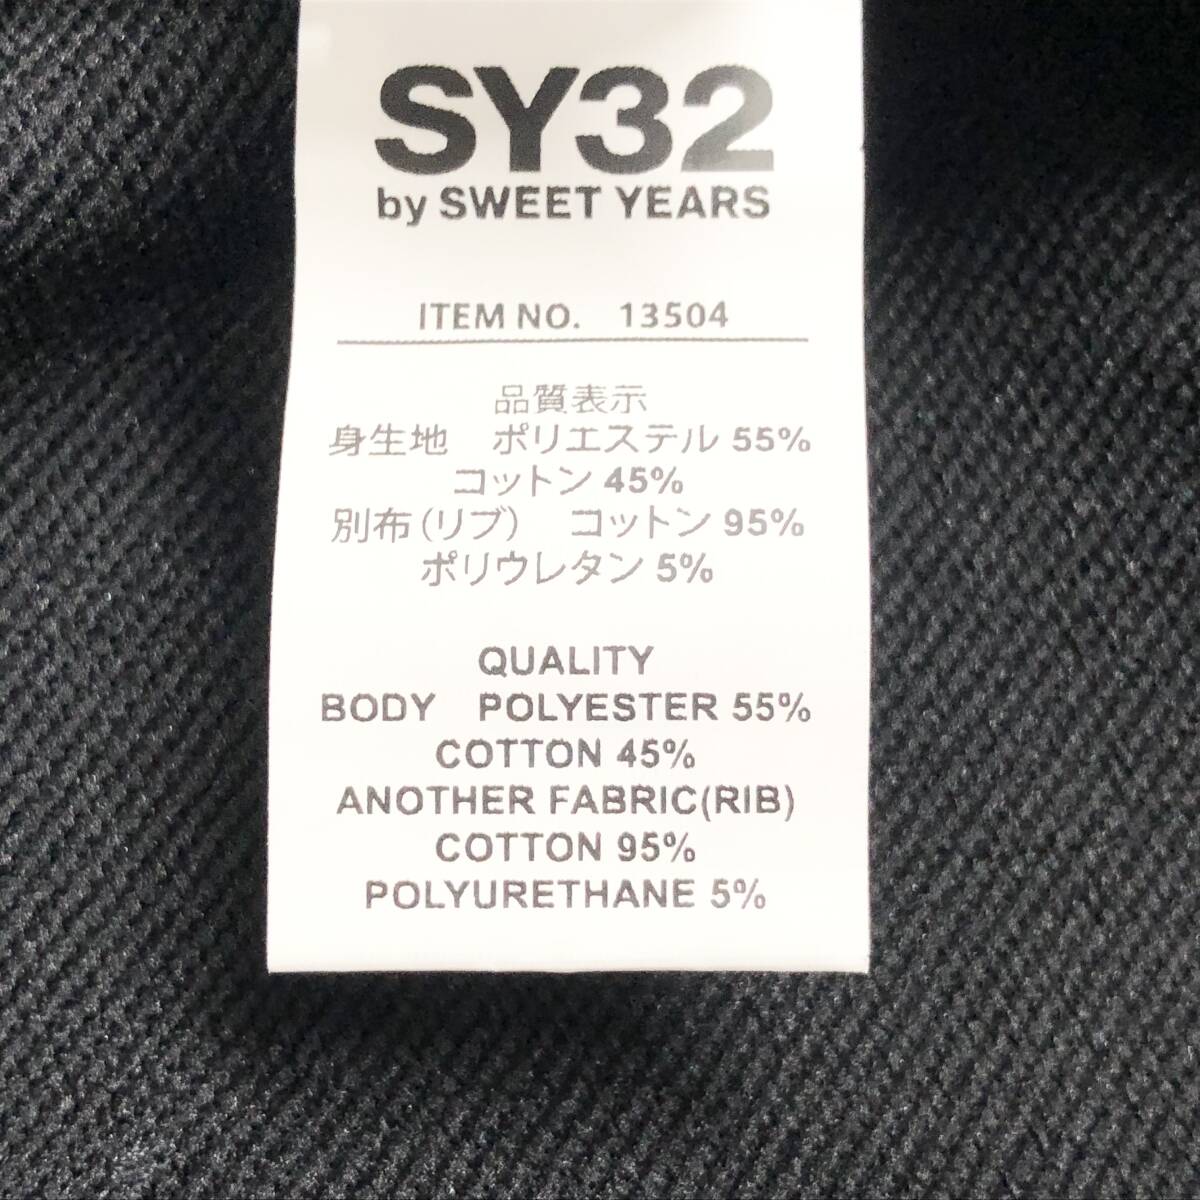 SY32
by SWEET YEARS
ITEM NO. 13504
品質表示
身生地 ポリエステル 55%
コットン 45%
別布(リブ) コットン 95%
ポリウレタン 5%
QUALITY
BODY POLYESTER 55%
COTTON 45%
ANOTHER FABRIC(RIB)
COTTON 95%
POLYURETHANE 5%